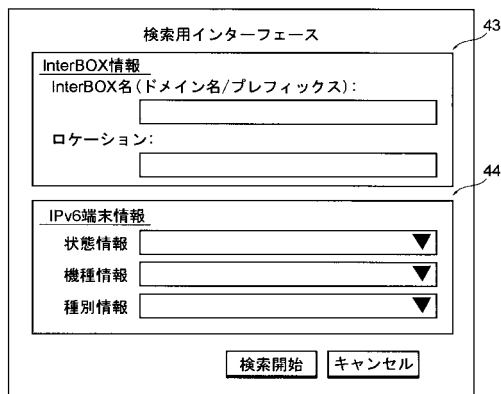 検索用インターフェース
43
InterBOX情報
InterBOX名(ドメイン名/プレフィックス):
ロケーション:
44
IPv6端末情報
状態情報
機種情報
種別情報
検索開始
キャンセル